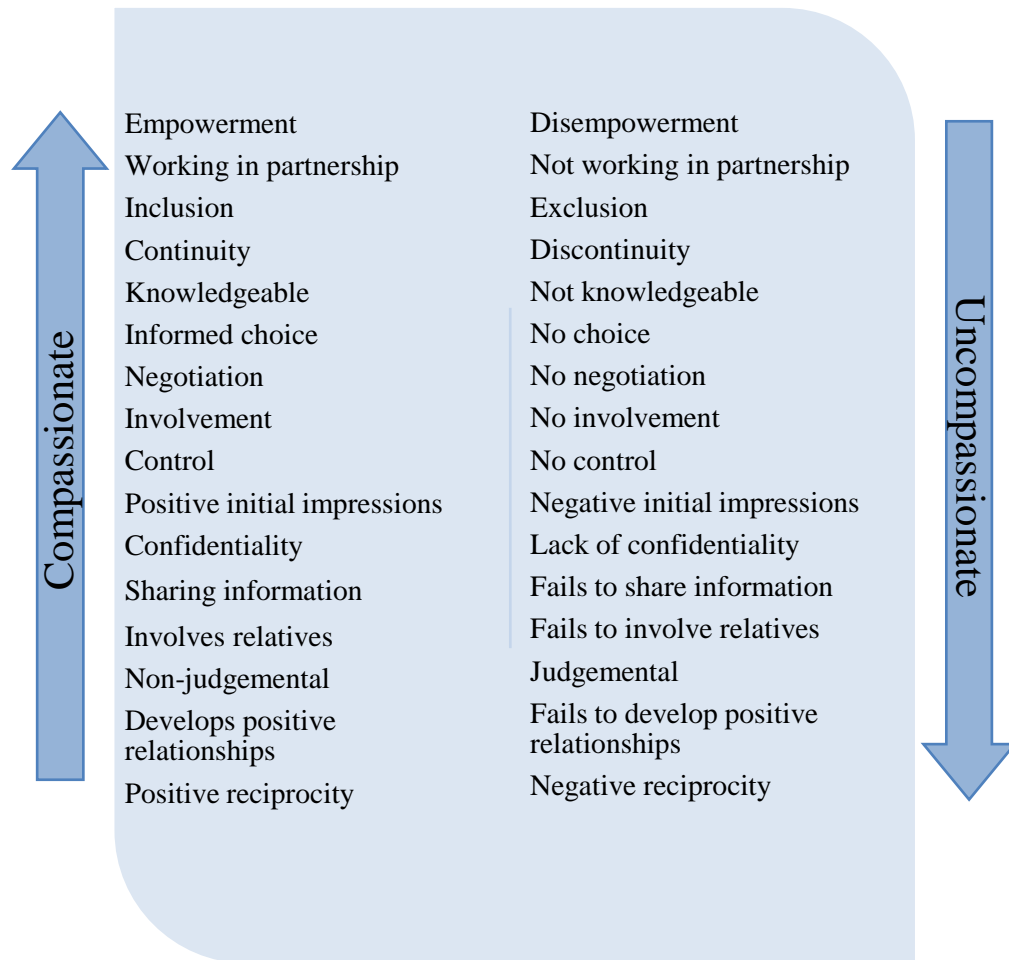 Compassionate
Empowerment
Working in partnership
Inclusion
Continuity
Knowledgeable
Informed choice
Negotiation
Involvement
Control
Positive initial impressions
Confidentiality
Sharing information
Involves relatives
Non-judgemental
Develops positive
relationships
Positive reciprocity
Disempowerment
Not working in partnership
Exclusion
Discontinuity
Not knowledgeable
No choice
No negotiation
No involvement
No control
Negative initial impressions
Lack of confidentiality
Fails to share information
Fails to involve relatives
Judgemental
Fails to develop positive
relationships
Negative reciprocity
Uncompassionate